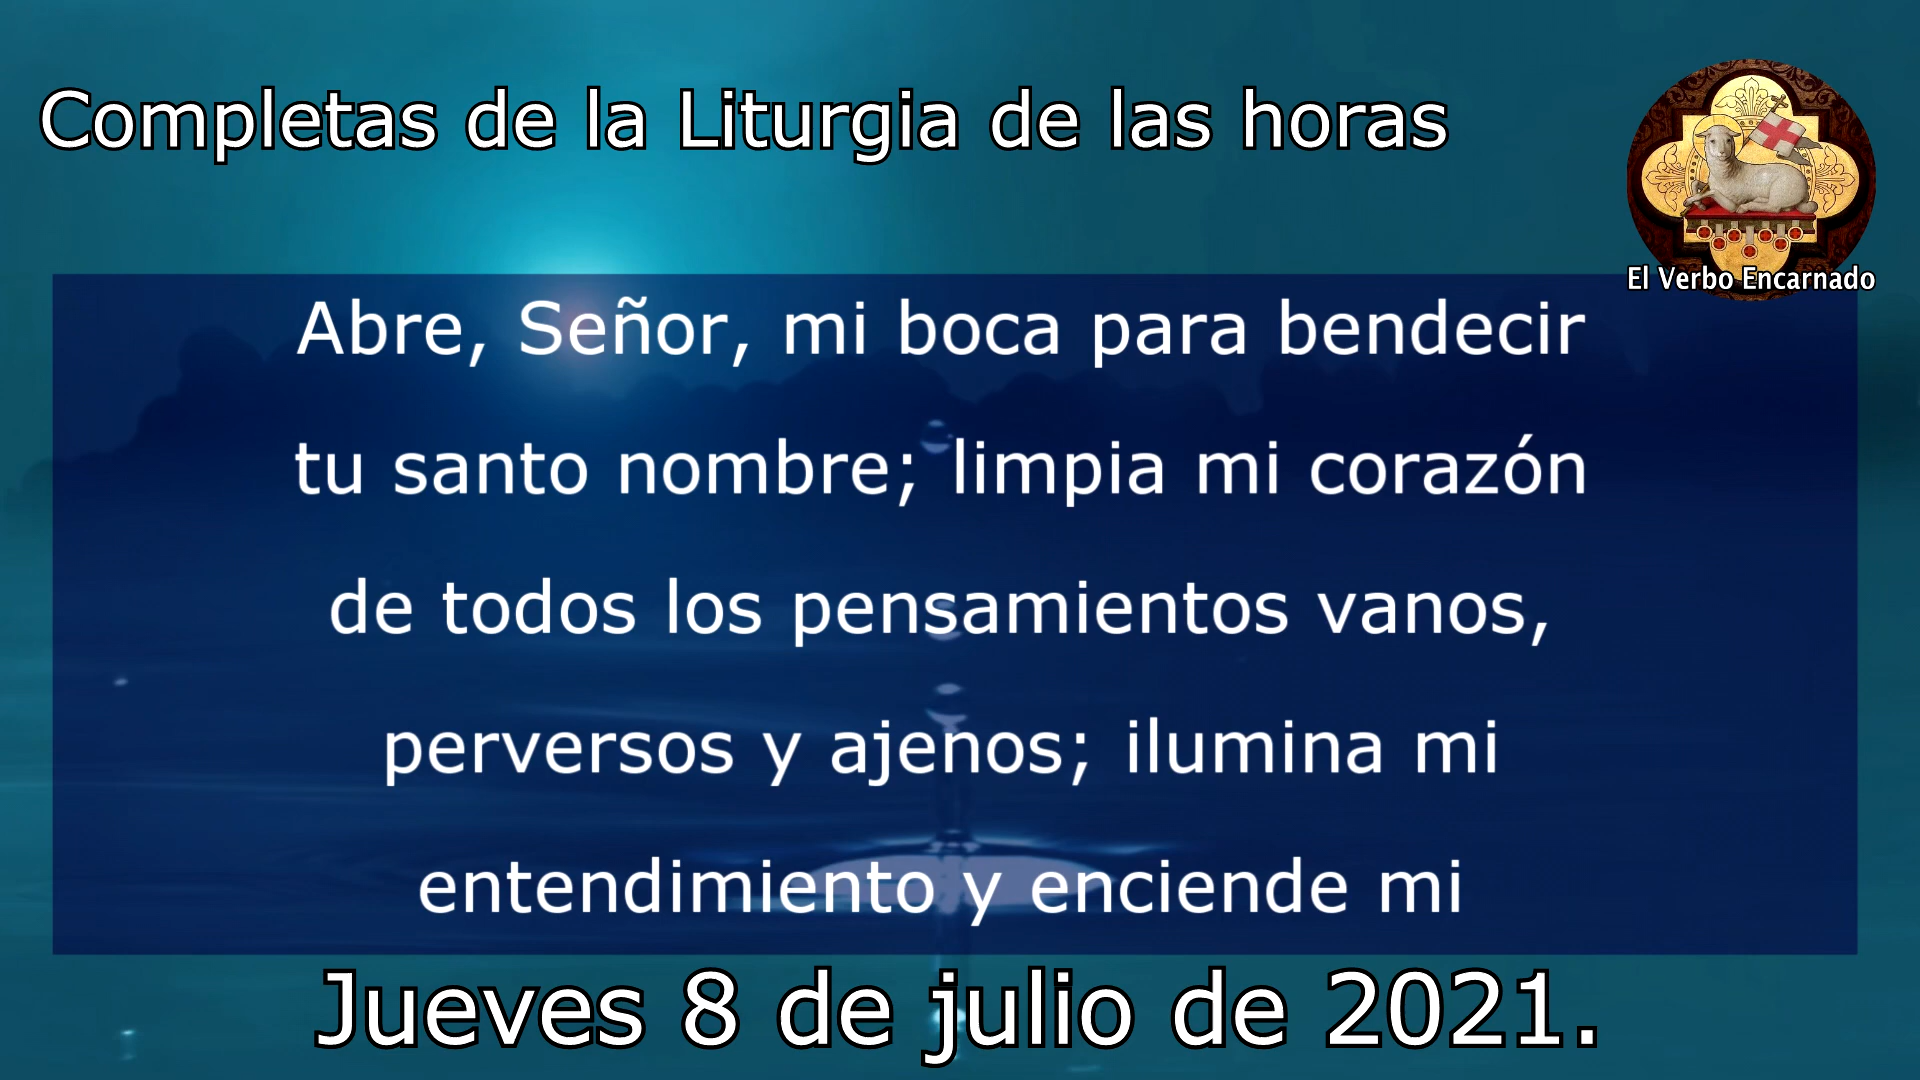 Completas de la Liturgia de las horas
El Verbo Encarnado
Abre, Señor, mi boca para bendecir
tu santo nombre; limpia mi corazón
de todos los pensamientos vanos,
perversos y ajenos; ilumina mi
entendimiento y enciende mi
Jueves 8 de julio de 2021.